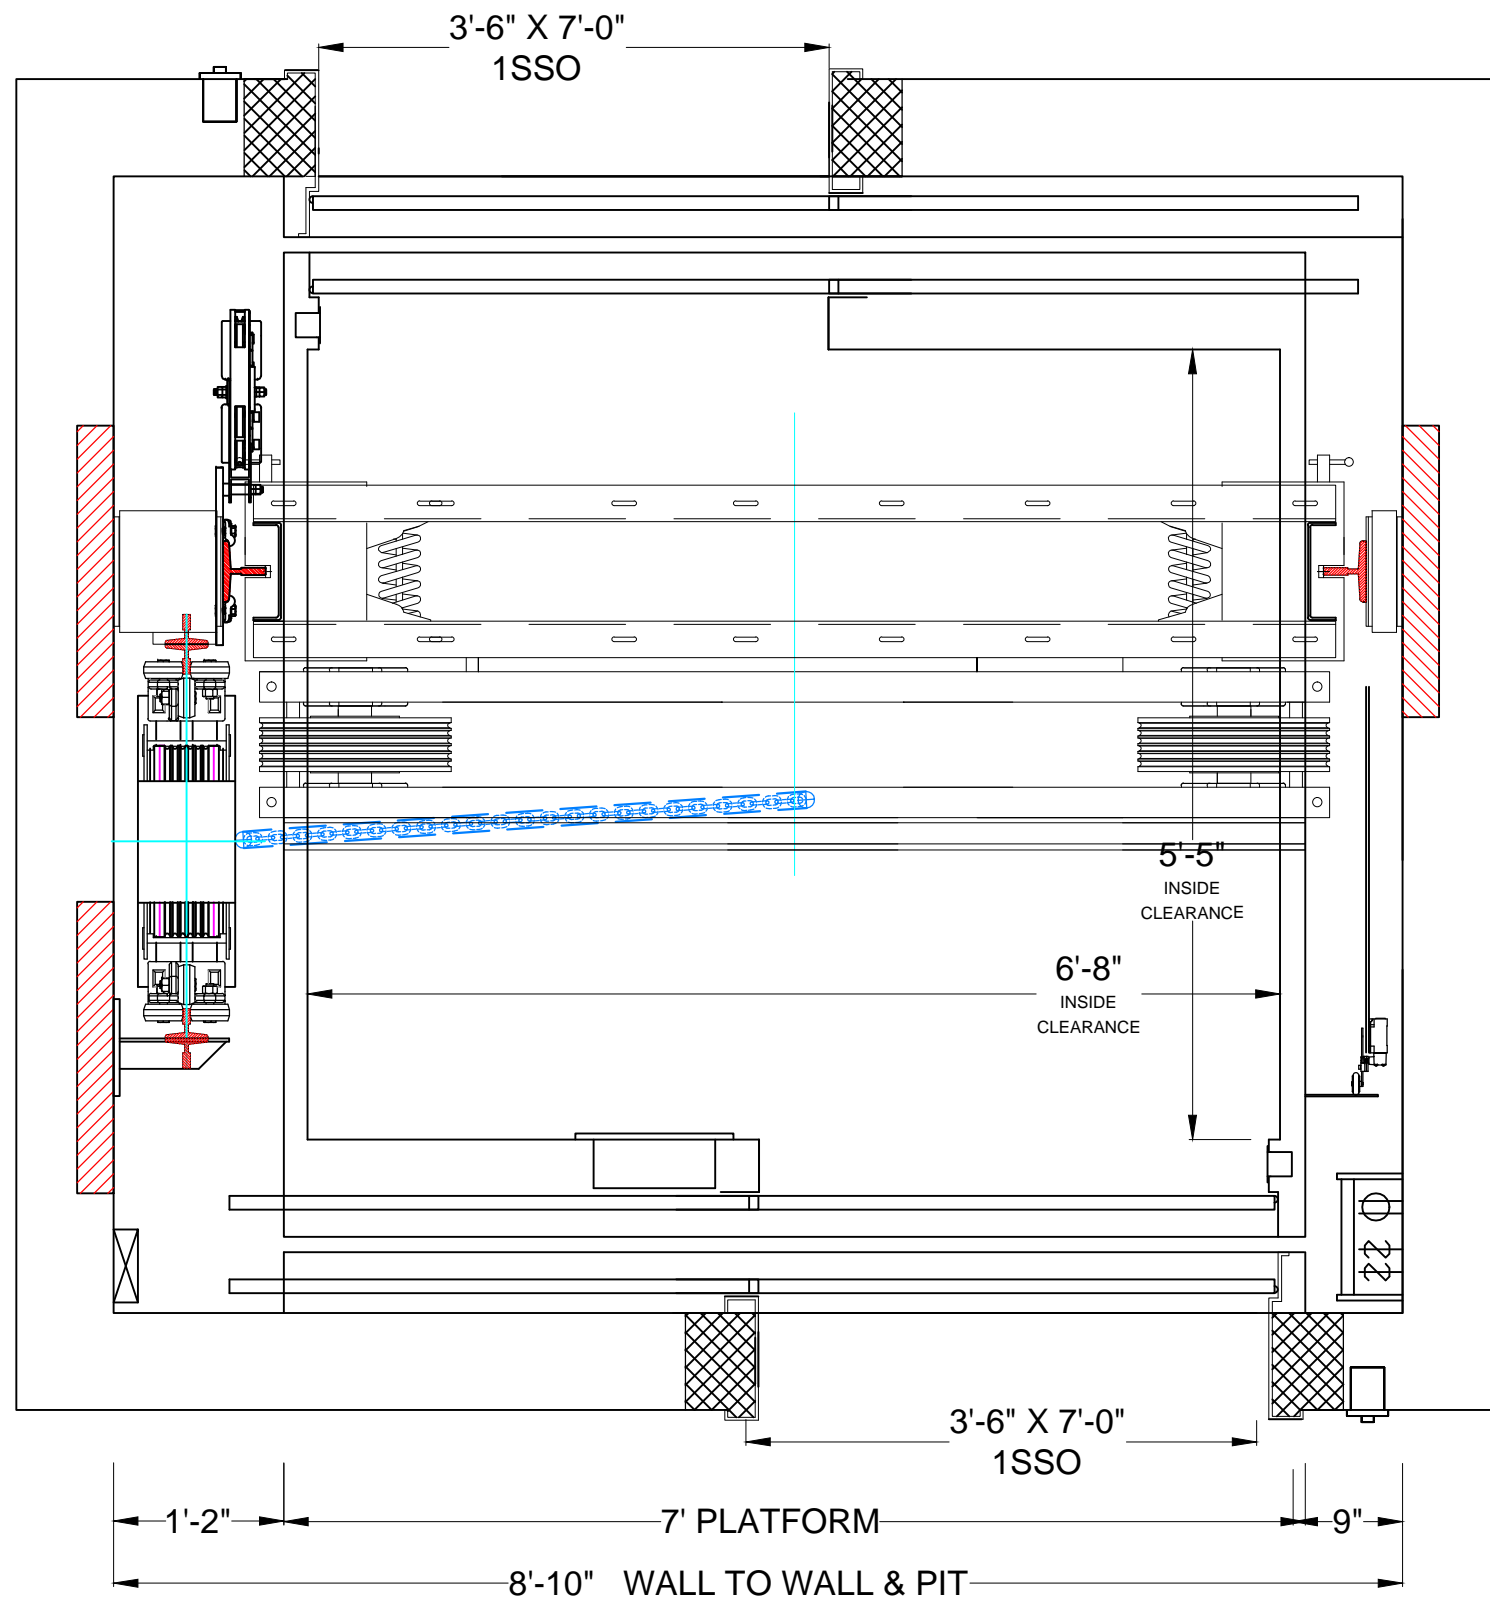 3'-6" X 7'-0"
1SSO
5'-5"
INSIDE
CLEARANCE
6'-8"
INSIDE
CLEARANCE
3'-6" X 7'-0"
1SSO
1'-2"
7' PLATFORM
9"
8'-10" WALL TO WALL & PIT